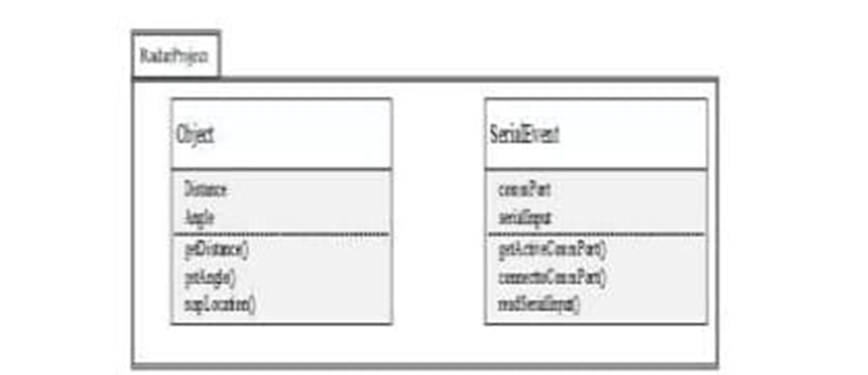 RadarProject
Object
Distance
Angle
getDistance()
getAngle()
mapLocation()
SerialEvent
commPort
serialInput
getActiveCommPort()
connecttoCommPort()
readSerialInput()